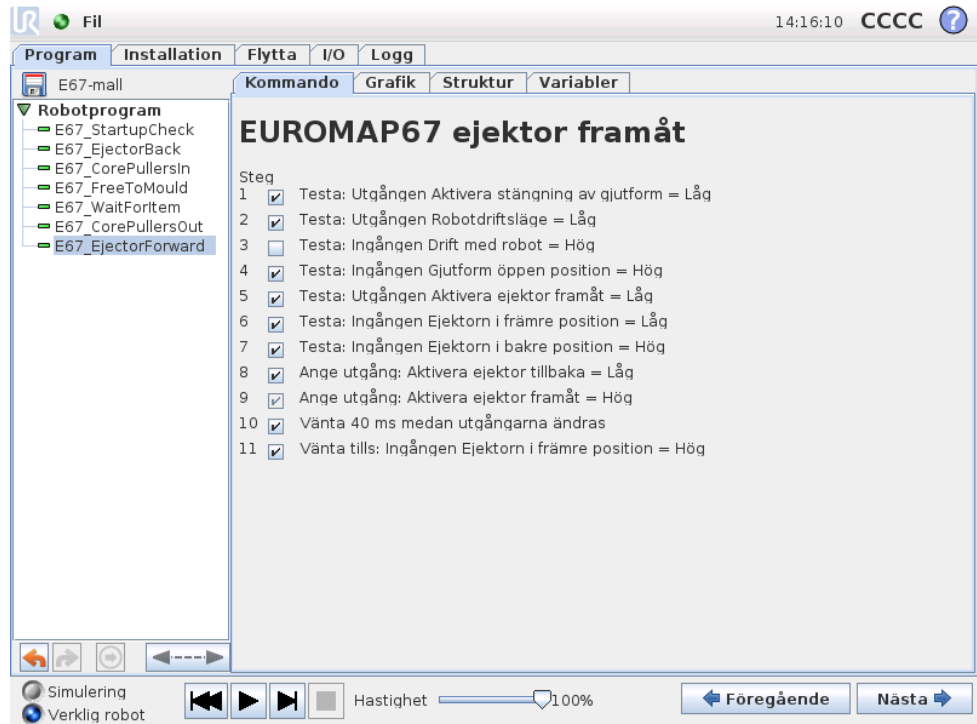 UR Fil 14:16:10 CCCC ?
Program Installation Flytta I/O Logg
E67-mall
Kommando Grafik Struktur Variabler
Robotprogram
E67_StartupCheck
E67_EjectorBack
E67_CorePullersIn
E67_FreeToMould
E67_WaitForItem
E67_CorePullersOut
E67_EjectorForward
EUROMAP67 ejektor framåt
Steg
1 Testa: Utgången Aktivera stängning av gjutform = Låg
2 Testa: Utgången Robotdriftsläge = Låg
3 Testa: Ingången Drift med robot = Hög
4 Testa: Ingången Gjutform öppen position = Hög
5 Testa: Utgången Aktivera ejektor framåt = Låg
6 Testa: Ingången Ejektorn i främre position = Låg
7 Testa: Ingången Ejektorn i bakre position = Hög
8 Ange utgång: Aktivera ejektor tillbaka = Låg
9 Ange utgång: Aktivera ejektor framåt = Hög
10 Vänta 40 ms medan utgångarna ändras
11 Vänta tills: Ingången Ejektorn i främre position = Hög
Simulering
Verklig robot
Hastighet 100%
Föregående Nästa